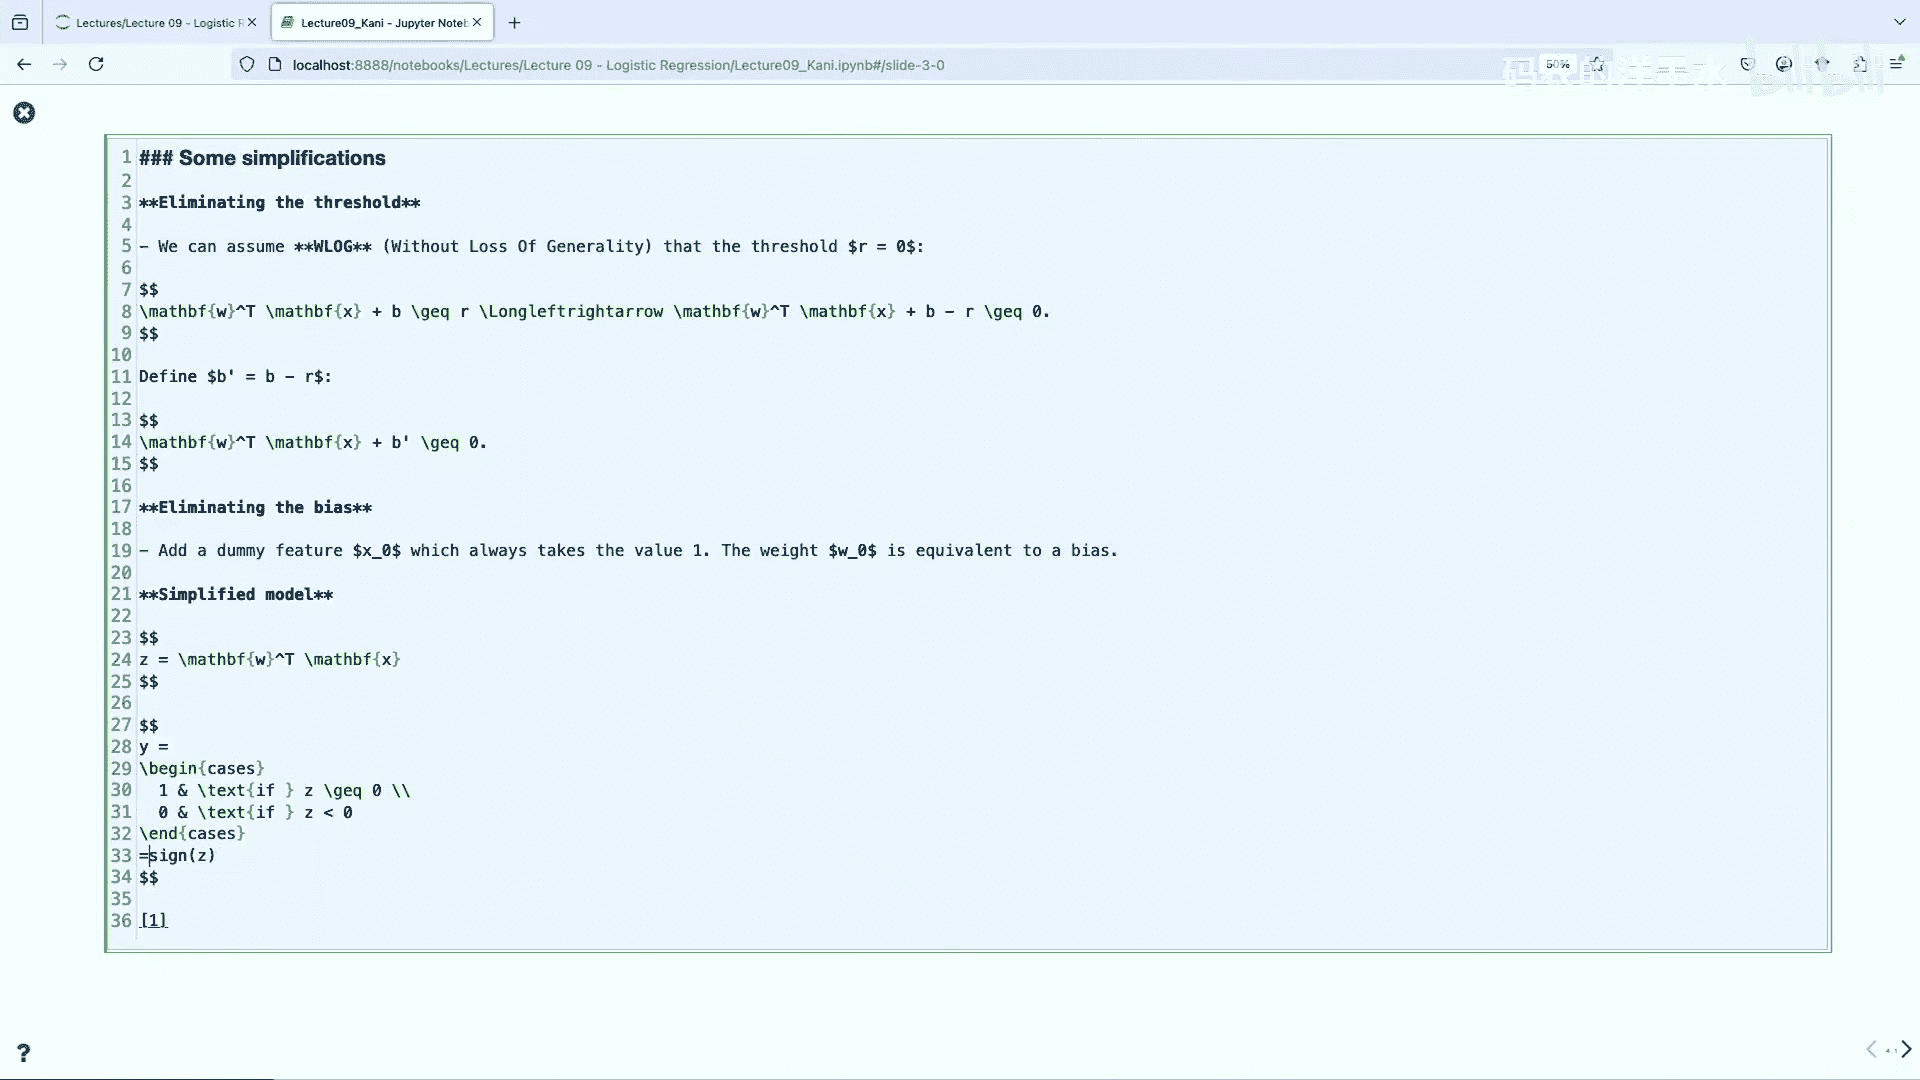 Lectures/Lecture 09 - Logistic R
Lecture09_Kani - Jupyter Noteb
localhost:8888/notebooks/Lectures/Lecture 09 - Logistic Regression/Lecture09_Kani.ipynb#/slide-3-0
50%
1 ### Some simplifications
2
3 **Eliminating the threshold**
4
5 - We can assume **WLOG** (Without Loss Of Generality) that the threshold $r = 0$:
6
7 $$
8 \mathbf{w}^T \mathbf{x} + b \geq r \Longleftrightarrow \mathbf{w}^T \mathbf{x} + b - r \geq 0.
9 $$
10
11 Define $b' = b - r$:
12
13 $$
14 \mathbf{w}^T \mathbf{x} + b' \geq 0.
15 $$
16
17 **Eliminating the bias**
18
19 - Add a dummy feature $x_0$ which always takes the value 1. The weight $w_0$ is equivalent to a bias.
20
21 **Simplified model**
22
23 $$
24 z = \mathbf{w}^T \mathbf{x}
25 $$
26
27 $$
28 y =
29 \begin{cases}
30 1 & \text{if } z \geq 0 \\
31 0 & \text{if } z < 0
32 \end{cases}
33 =sign(z)
34 $$
35
36 [1]
?
4.1